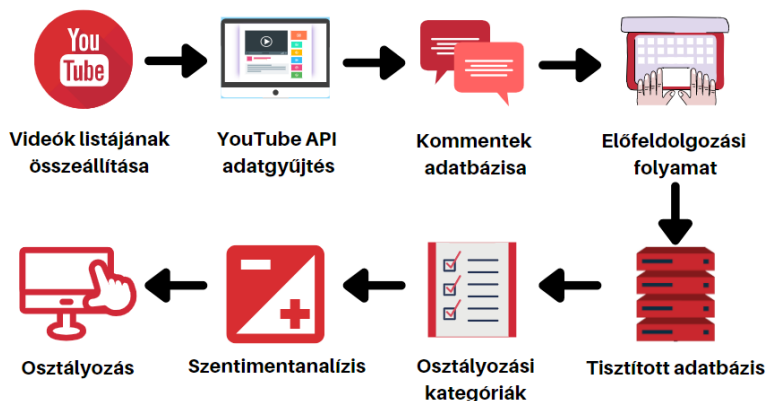 You
Tube
Videók listájának
összeállítása
YouTube API
adatgyűjtés
Kommentek
adatbázisa
Előfeldolgozási
folyamat
Osztályozás
Szentimentanalízis
Osztályozási
kategóriák
Tisztított adatbázis